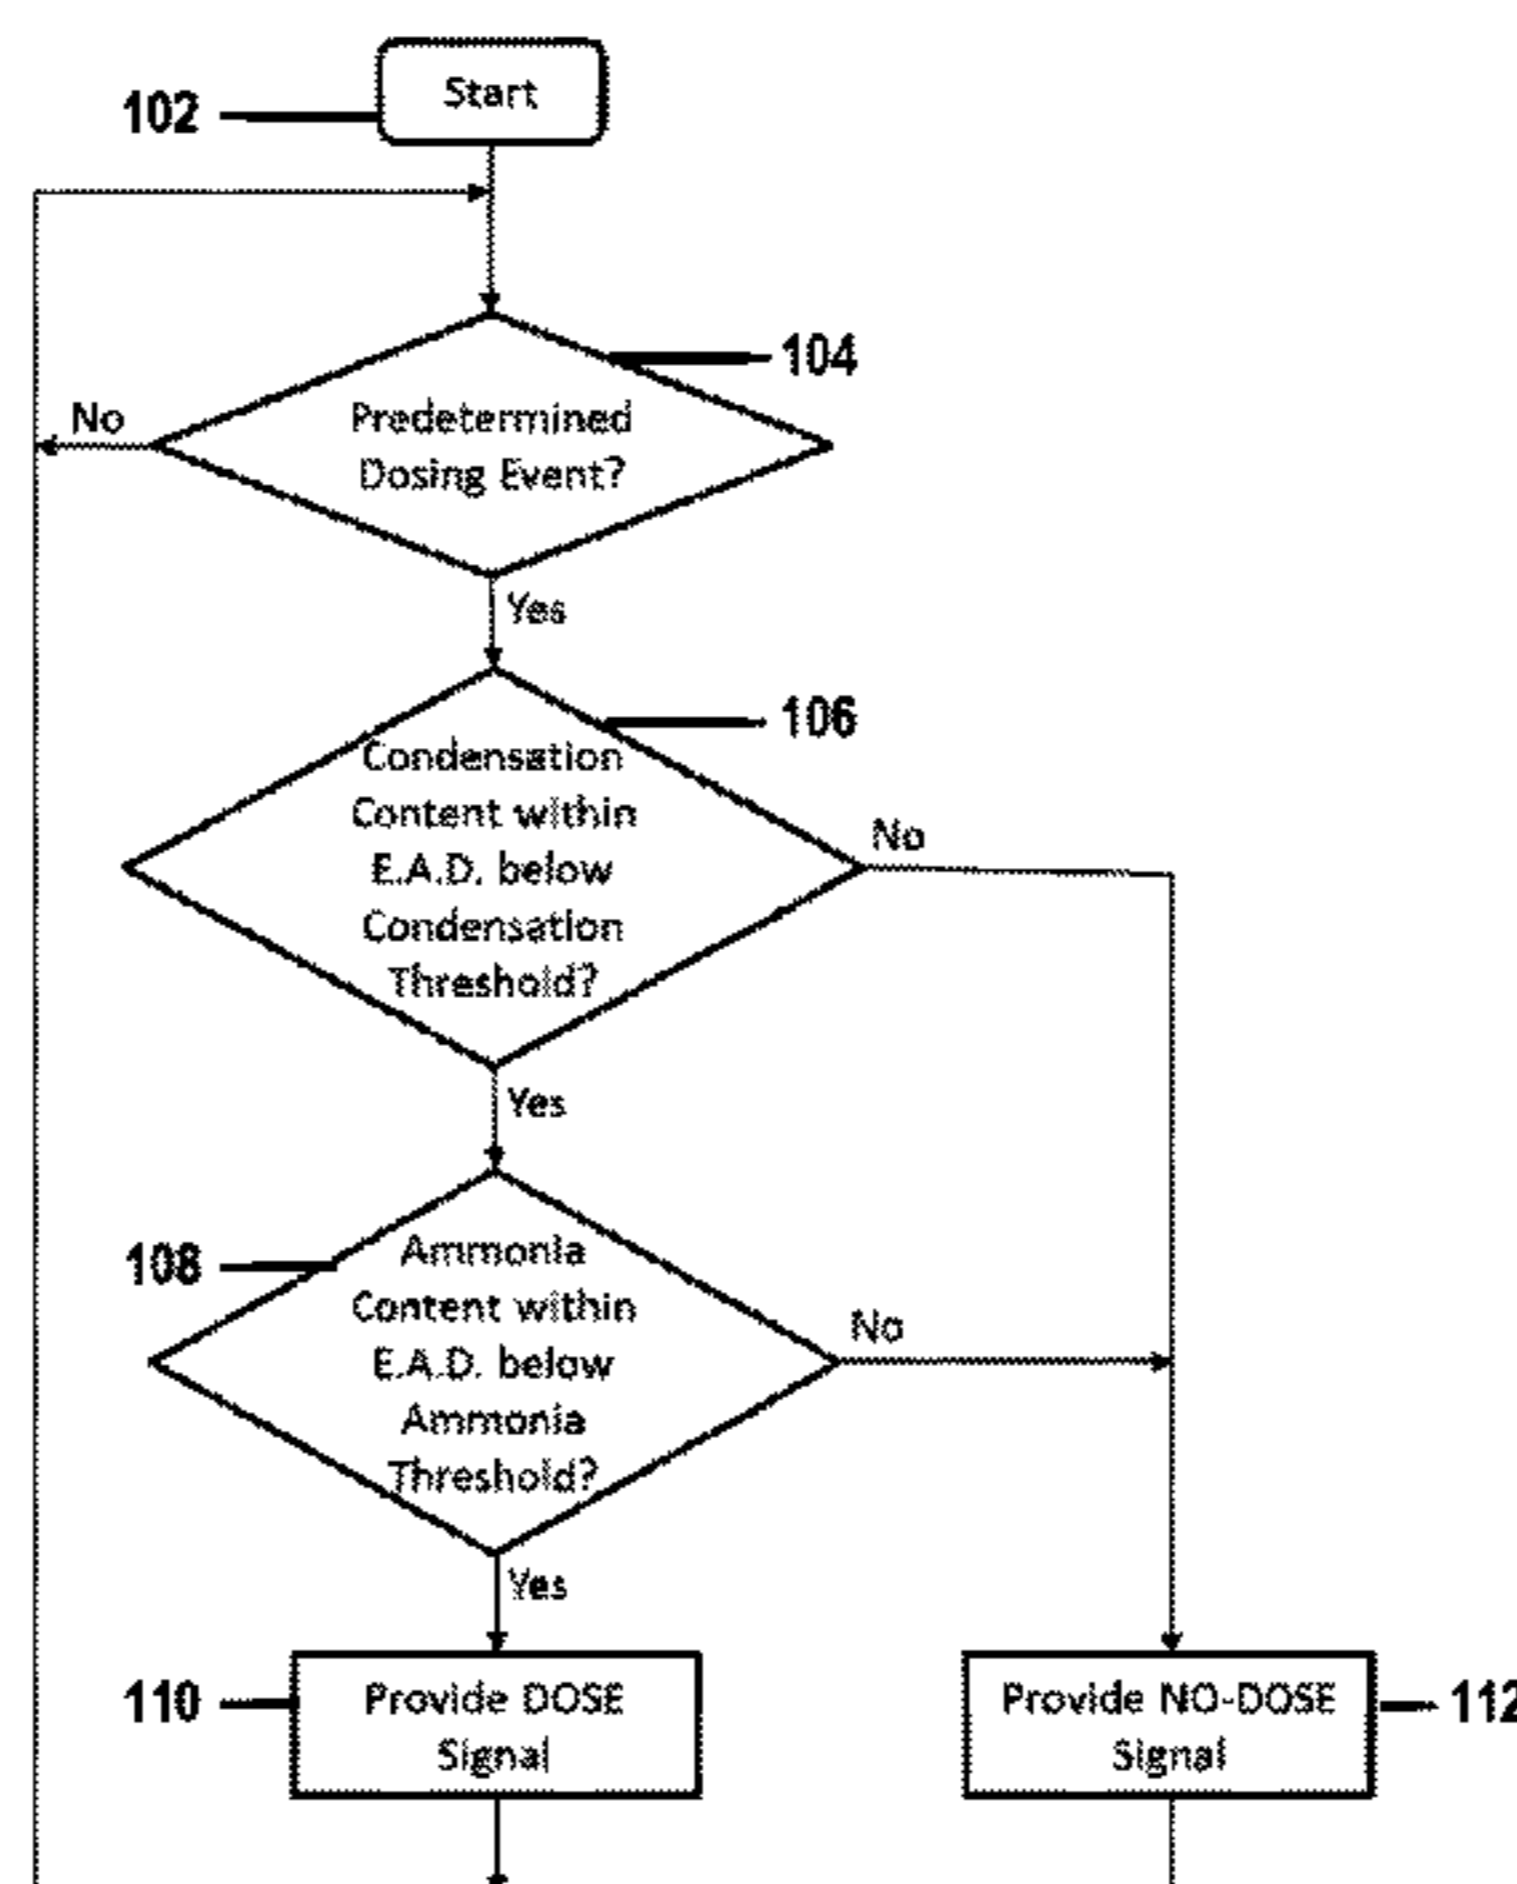 Start
102
104
No
Predetermined
Dosing Event?
Yes
106
Condensation
Content within
E.A.D. below
Condensation
Threshold?
No
Yes
108
Ammonia
Content within
E.A.D. below
Ammonia
Threshold?
No
Yes
110
Provide DOSE
Signal
Provide NO-DOSE
Signal
112